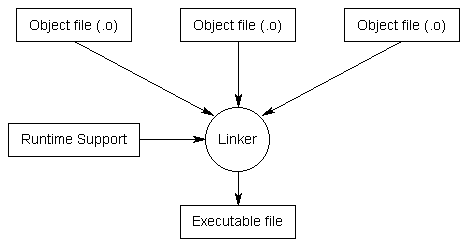 Object file (.o)
Object file (.o)
Object file (.o)
Runtime Support
Linker
Executable file